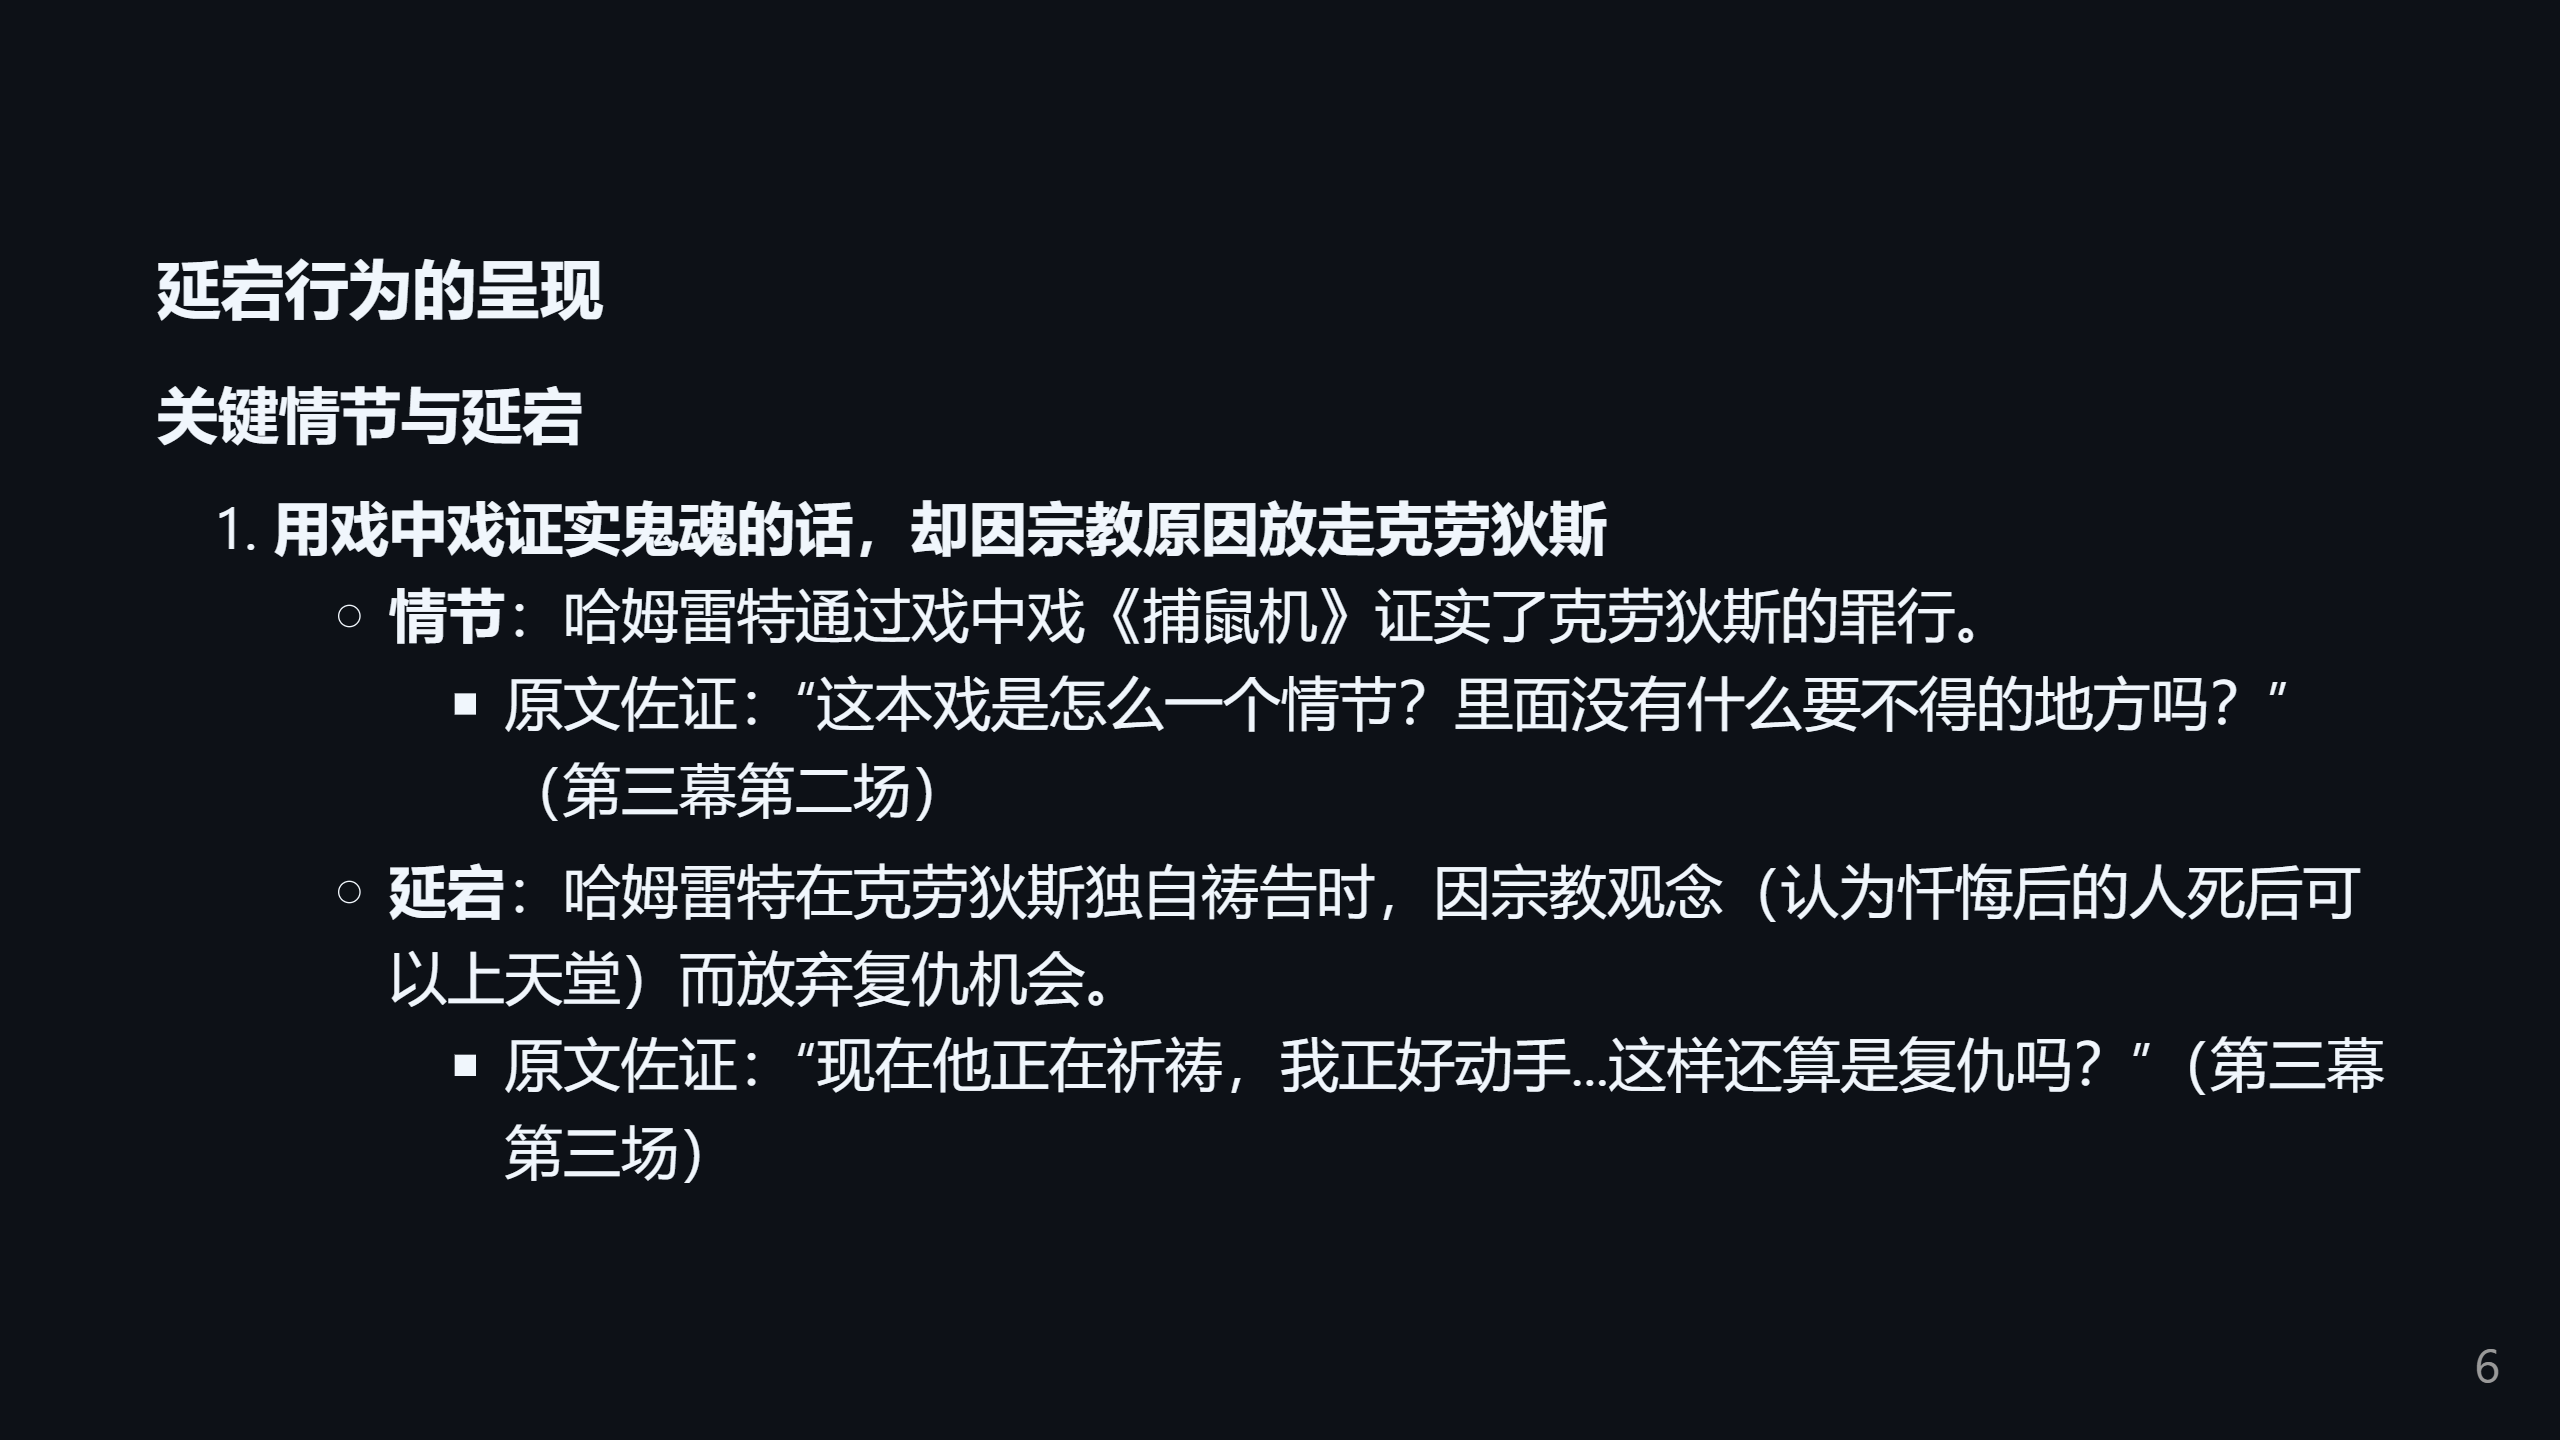 延宕行为的呈现
关键情节与延宕
1. 用戏中戏证实鬼魂的话，却因宗教原因放走克劳狄斯
○ 情节：哈姆雷特通过戏中戏《捕鼠机》证实了克劳狄斯的罪行。
▪ 原文佐证：“这本戏是怎么一个情节？里面没有什么要不得的地方吗？”
（第三幕第二场）
○ 延宕：哈姆雷特在克劳狄斯独自祷告时，因宗教观念（认为忏悔后的人死后可
以上天堂）而放弃复仇机会。
▪ 原文佐证：“现在他正在祈祷，我正好动手...这样还算是复仇吗？”（第三幕
第三场）
6